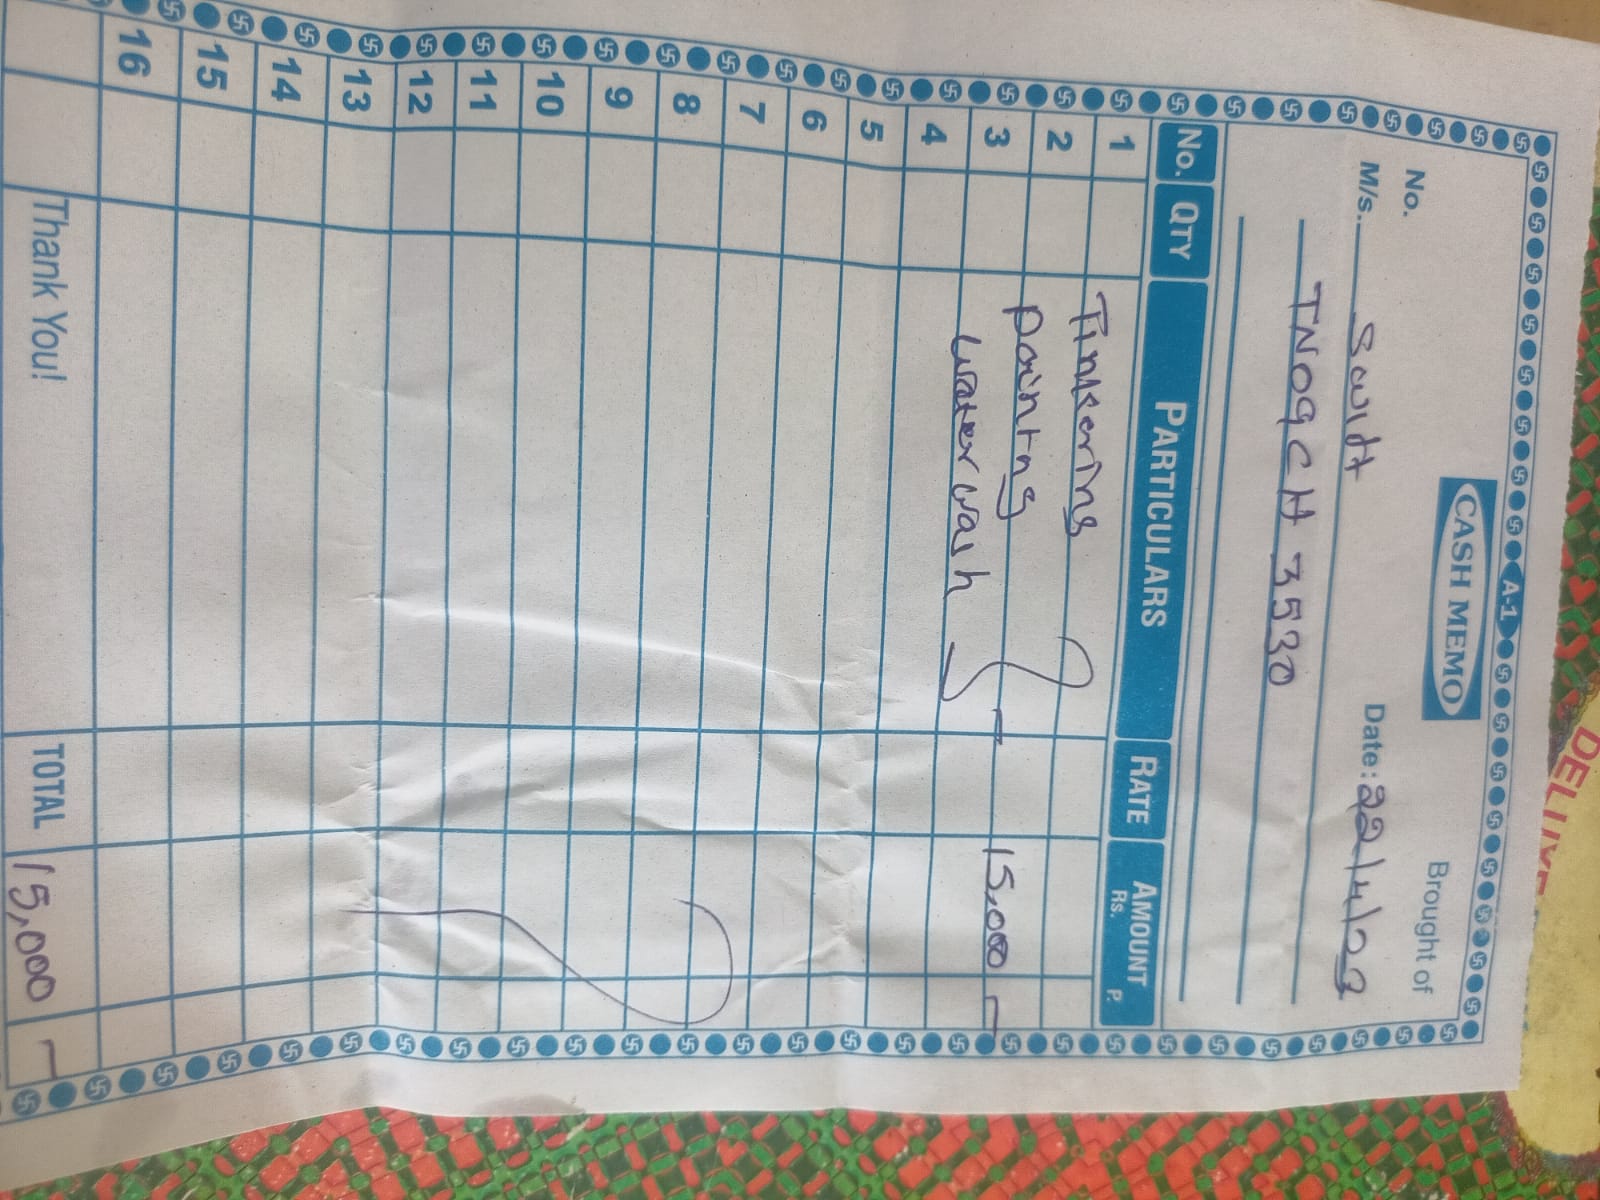 A-1
CASH MEMO
No.
Brought of
M/s. Swift Date: 22/4/23
TN09CH 3530
No. QTY PARTICULARS RATE AMOUNT
Rs. P.
1
2 Tinkering
3 painting 15,000
4 water wash
5
6
7
8
9
10
11
12
13
14
15
16
Thank You! TOTAL 15,000
DELUXE